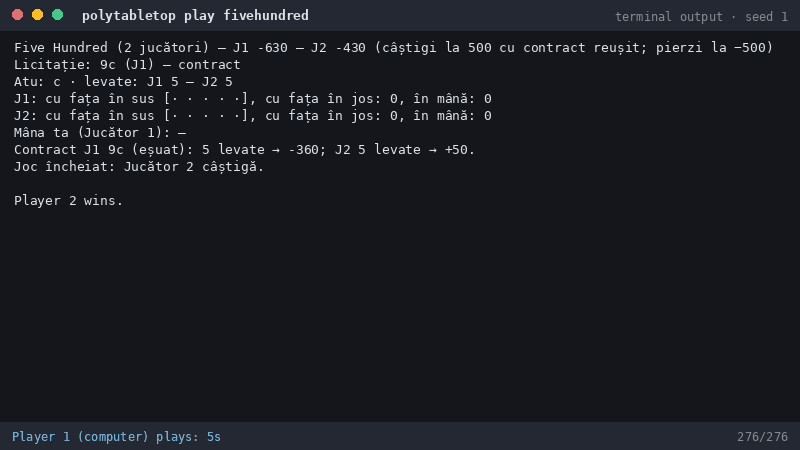 polytabletop play fivehundred
terminal output · seed 1
Five Hundred (2 jucători) — J1 -630 — J2 -430 (câștigi la 500 cu contract reușit; pierzi la −500)
Licitație: 9c (J1) — contract
Atu: c · levate: J1 5 — J2 5
J1: cu fața în sus [· · · · ·], cu fața în jos: 0, în mână: 0
J2: cu fața în sus [· · · · ·], cu fața în jos: 0, în mână: 0
Mâna ta (Jucător 1): —
Contract J1 9c (eșuat): 5 levate → -360; J2 5 levate → +50.
Joc încheiat: Jucător 2 câștigă.
Player 2 wins.
Player 1 (computer) plays: 5s
276/276